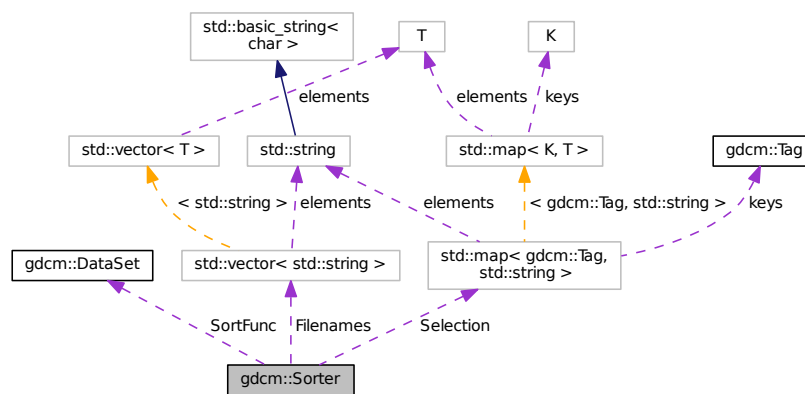 std::basic_string<
char >
T
K
elements
elements
keys
std::vector< T >
std::string
std::map< K, T >
gdcm::Tag
< std::string >
elements
elements
< gdcm::Tag, std::string >
keys
gdcm::DataSet
std::vector< std::string >
std::map< gdcm::Tag,
std::string >
SortFunc
Filenames
Selection
gdcm::Sorter